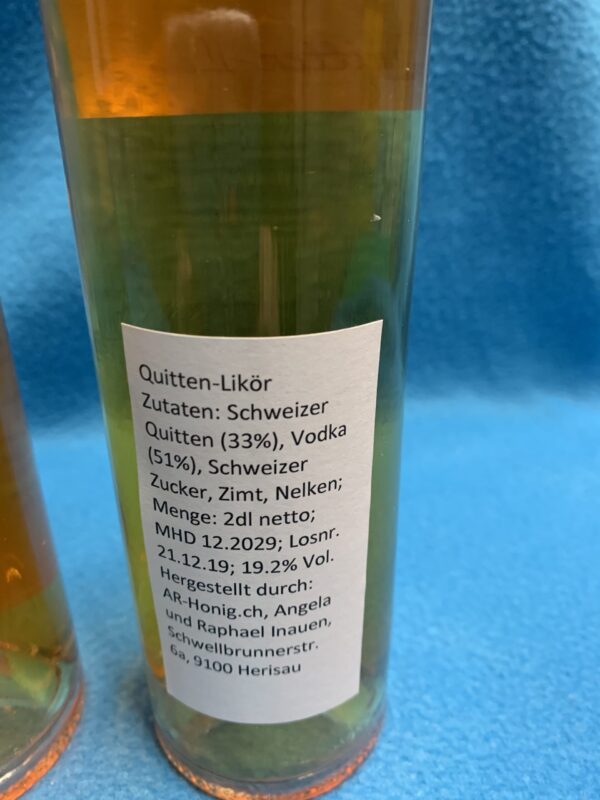 Quitten-Likör
Zutaten: Schweizer
Quitten (33%), Vodka
(51%), Schweizer
Zucker, Zimt, Nelken;
Menge: 2dl netto;
MHD 12.2029; Losnr.
21.12.19; 19.2% Vol.
Hergestellt durch:
AR-Honig.ch, Angela
und Raphael Inauen,
Schwellbrunnerstr.
6a, 9100 Herisau